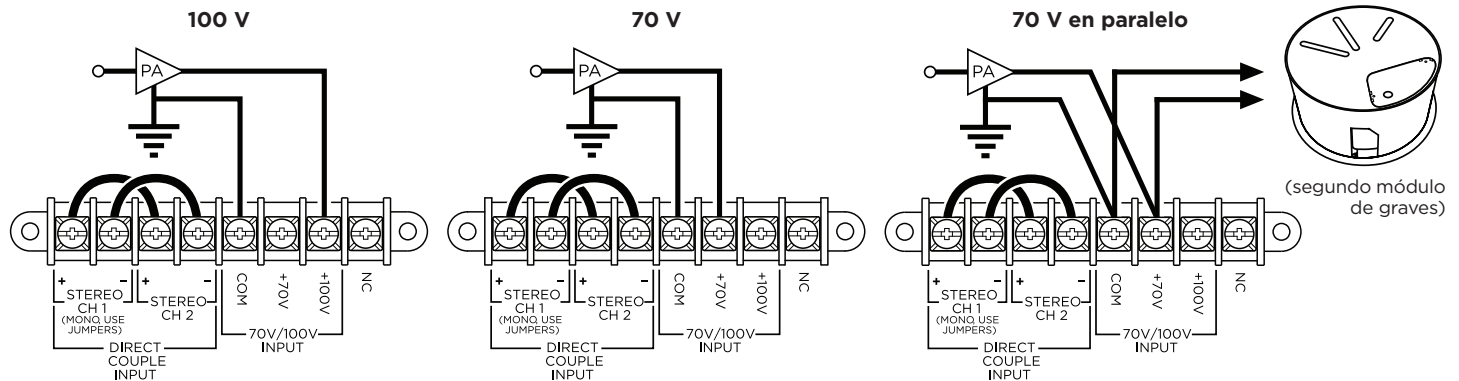 100 V
PA
+
-
+
-
STEREO
CH 1
(MONO, USE
JUMPERS)
STEREO
CH 2
COM
+70V
+100V
NC
DIRECT
COUPLE
INPUT
70V/100V
INPUT
70 V
PA
+
-
+
-
STEREO
CH 1
(MONO, USE
JUMPERS)
STEREO
CH 2
COM
+70V
+100V
NC
DIRECT
COUPLE
INPUT
70V/100V
INPUT
70 V en paralelo
PA
+
-
+
-
STEREO
CH 1
(MONO, USE
JUMPERS)
STEREO
CH 2
COM
+70V
+100V
NC
DIRECT
COUPLE
INPUT
70V/100V
INPUT
(segundo módulo
de graves)